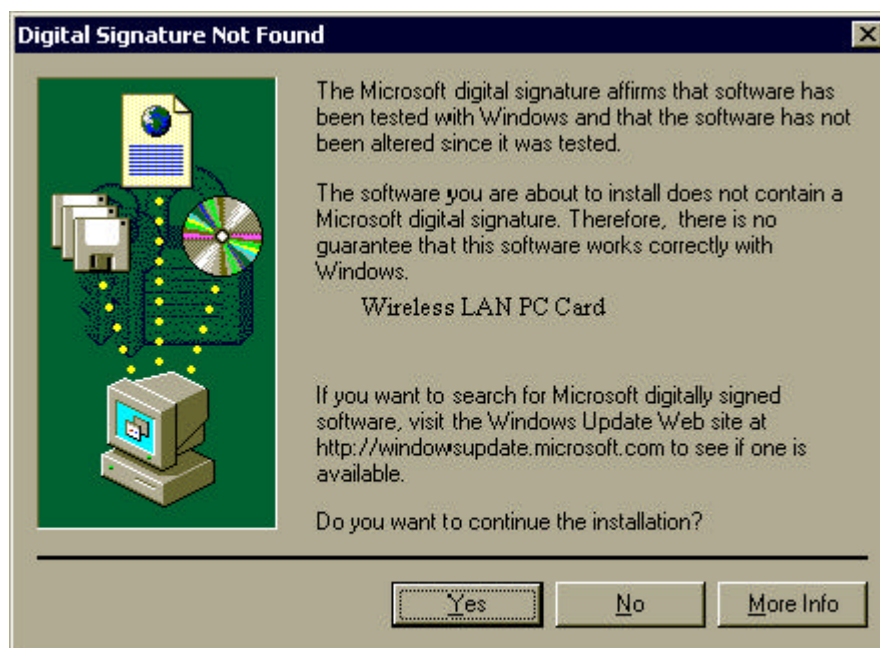 Digital Signature Not Found
The Microsoft digital signature affirms that software has
been tested with Windows and that the software has not
been altered since it was tested.
The software you are about to install does not contain a
Microsoft digital signature. Therefore, there is no
guarantee that this software works correctly with
Windows.
Wireless LAN PC Card
If you want to search for Microsoft digitally signed
software, visit the Windows Update Web site at
http://windowsupdate.microsoft.com to see if one is
available.
Do you want to continue the installation?
Yes No More Info